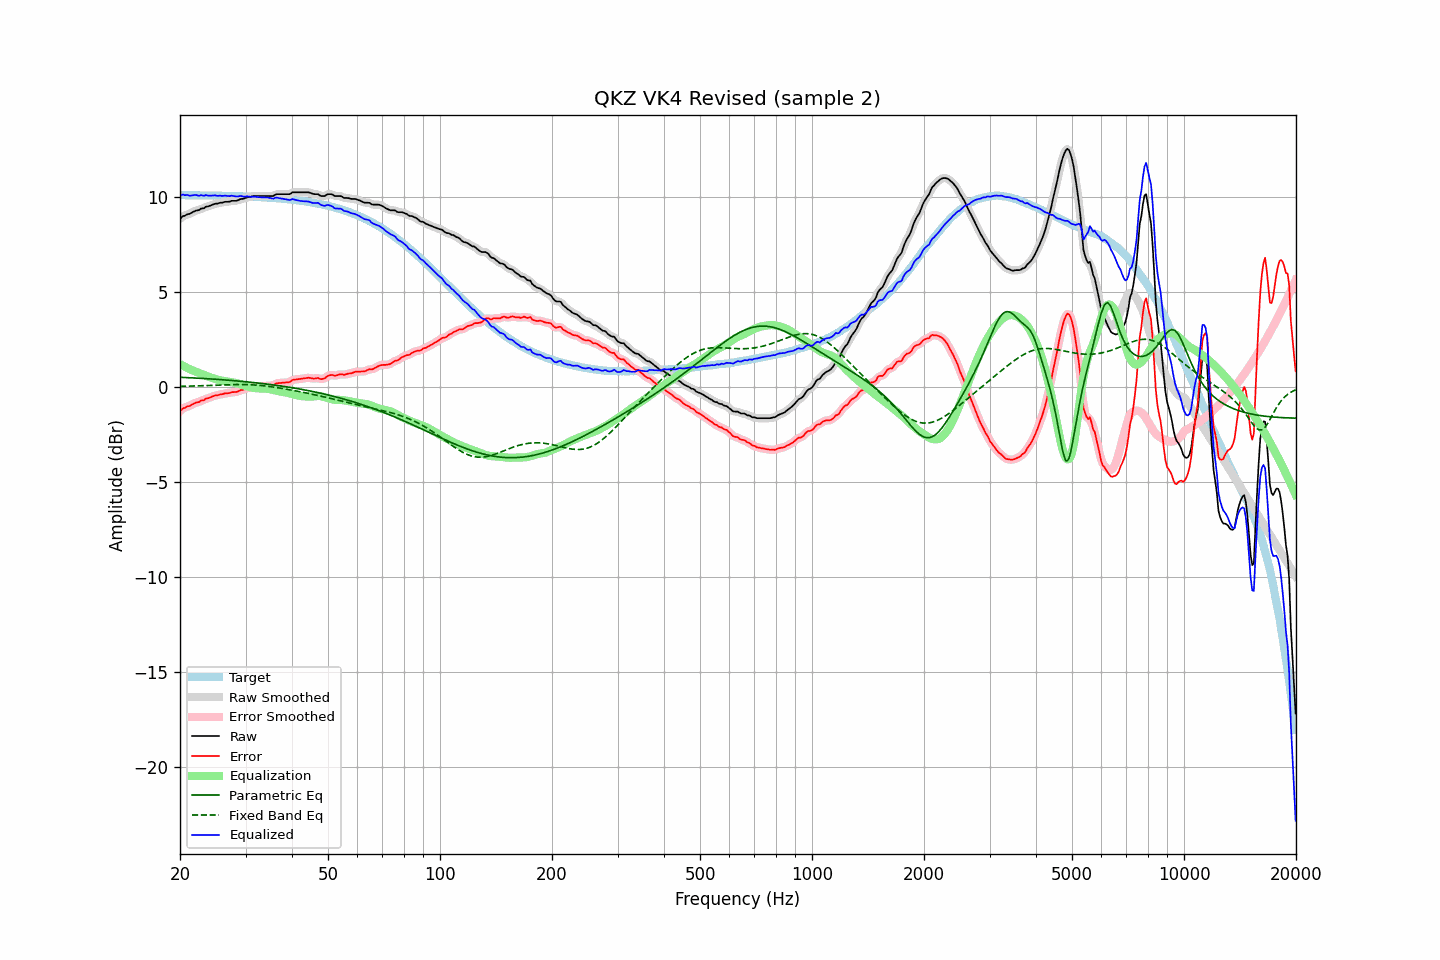 QKZ VK4 Revised (sample 2)
10
5
0
−5
−10
−15
−20
Amplitude (dBr)
Target
Raw Smoothed
Error Smoothed
Raw
Error
Equalization
Parametric Eq
Fixed Band Eq
Equalized
20 50 100 200 500 1000 2000 5000 10000 20000
Frequency (Hz)